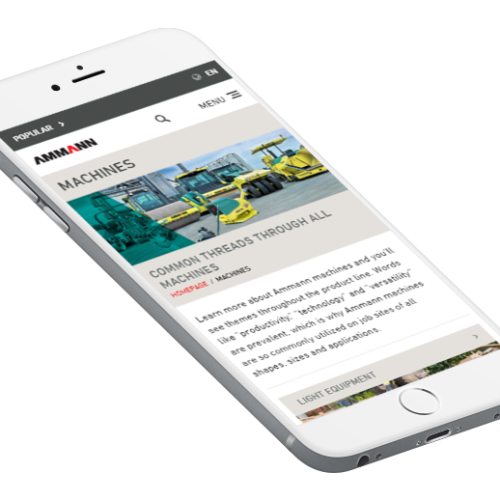 POPULAR
EN
AMMANN
MENU
MACHINES
COMMON THREADS THROUGH ALL
MACHINES
HOMEPAGE / MACHINES
Learn more about Ammann machines and you'll
see themes throughout the product line. Words
like "productivity," "technology" and "versatility"
are prevalent, which is why Ammann machines
are so commonly utilized on job sites of all
shapes, sizes and applications.
LIGHT EQUIPMENT